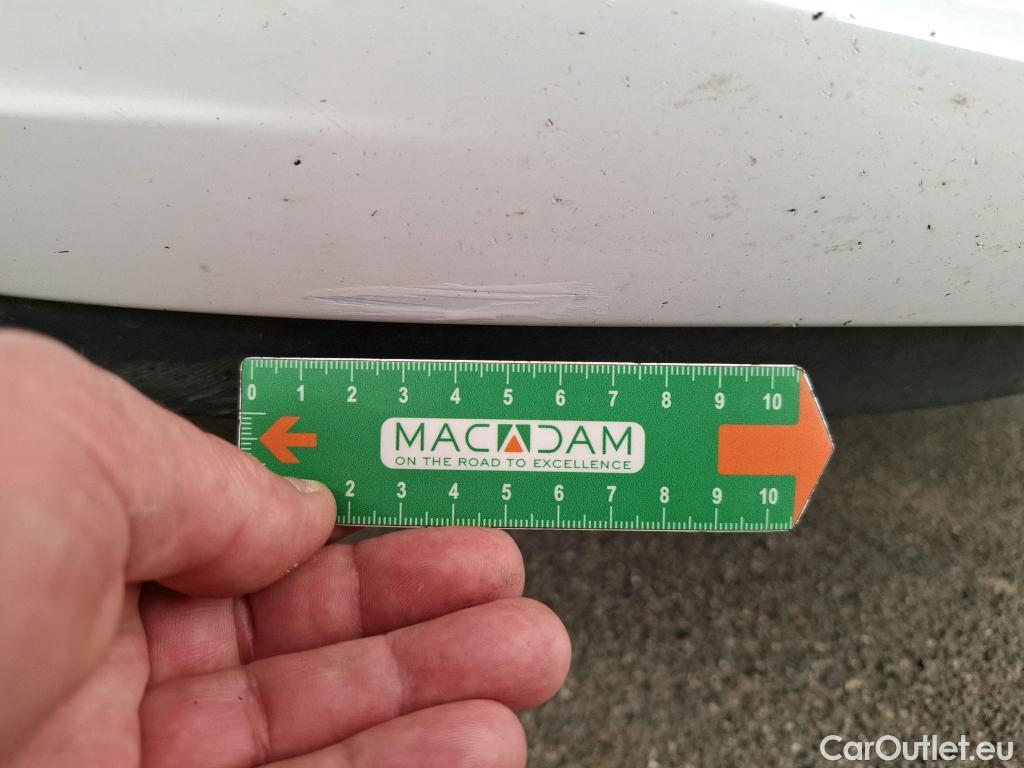 0 1 2 3 4 5 6 7 8 9 10
MACADAM
ON THE ROAD TO EXCELLENCE
2 3 4 5 6 7 8 9 10
CarOutlet.eu